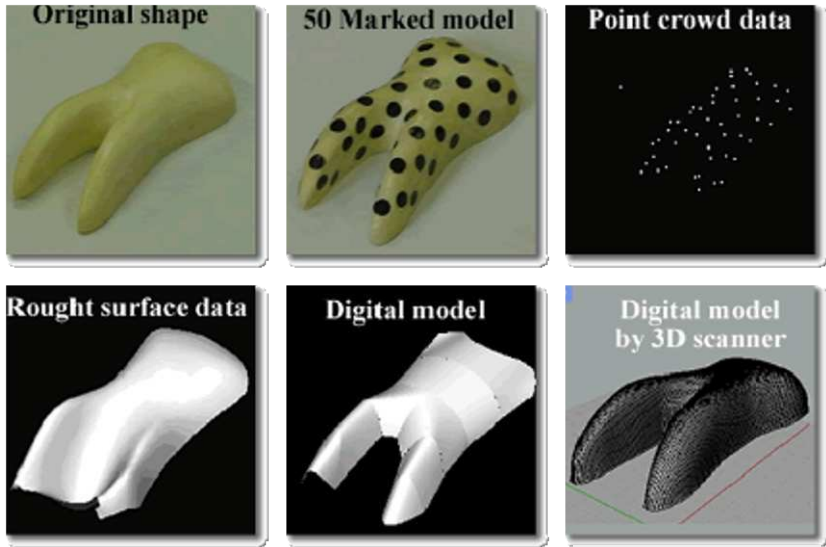 Original shape
50 Marked model
Point crowd data
Rought surface data
Digital model
Digital model
by 3D scanner